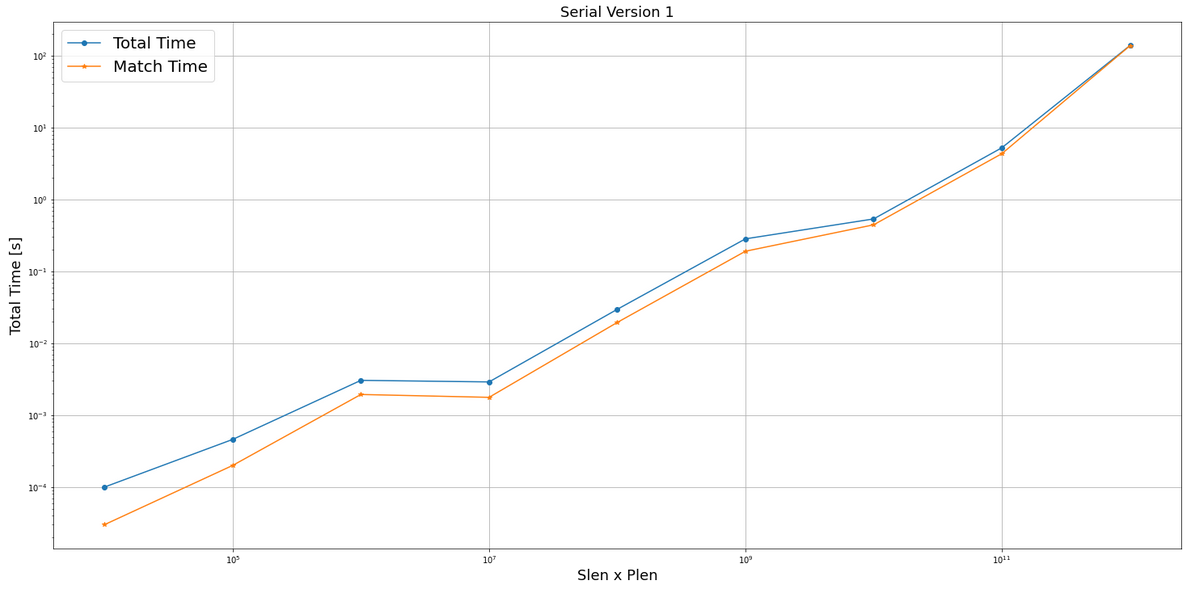 Serial Version 1
Total Time
Match Time
Total Time [s]
10²
10¹
10⁰
10⁻¹
10⁻²
10⁻³
10⁻⁴
10⁵
10⁷
10⁹
10¹¹
Slen x Plen